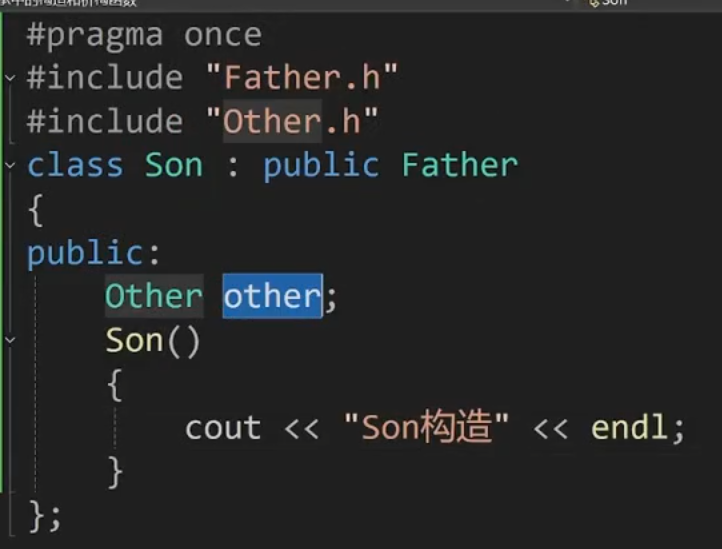 Son
#pragma once
#include "Father.h"
#include "Other.h"
class Son : public Father
{
public:
    Other other;
    Son()
    {
        cout << "Son构造" << endl;
    }
};